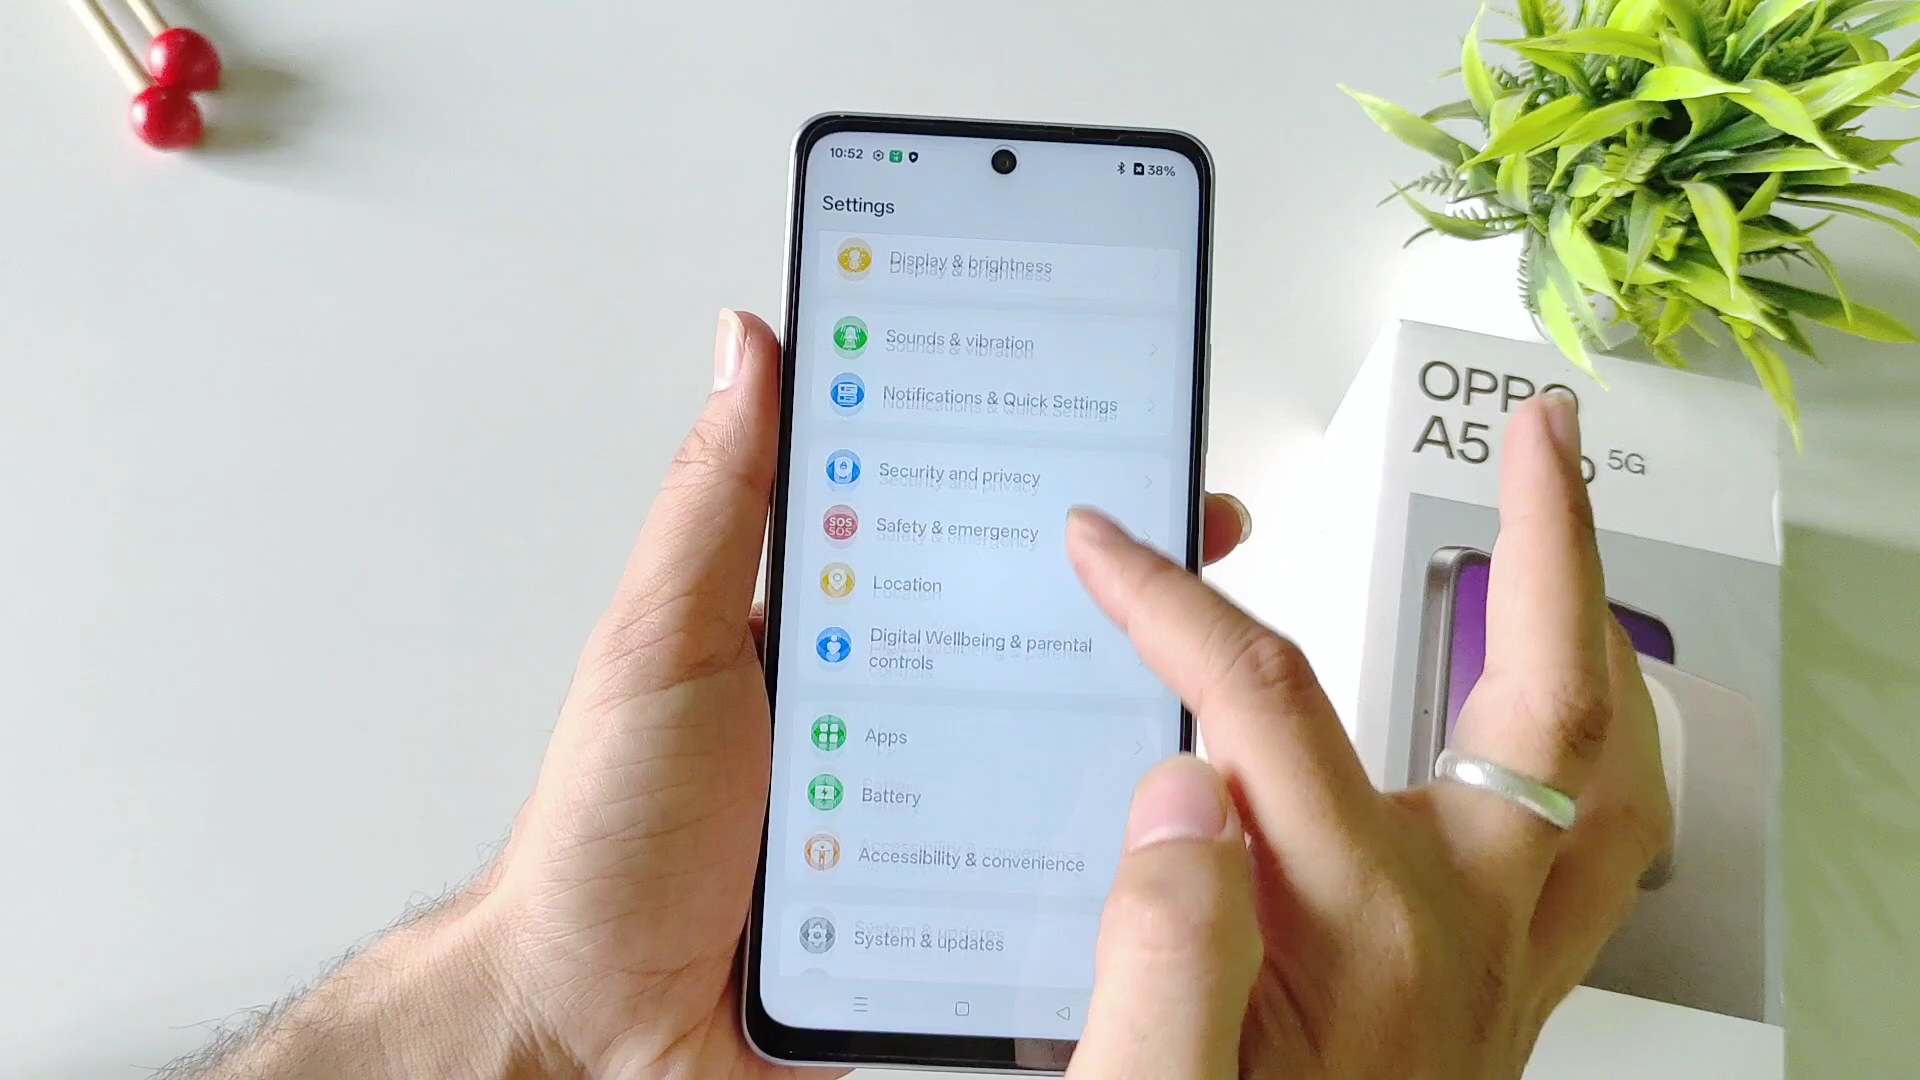 10:52
38%
Settings
Display & brightness
Sounds & vibration
Notifications & Quick Settings
Security and privacy
SOS
Safety & emergency
Location
Digital Wellbeing & parental
controls
Apps
Battery
Accessibility & convenience
System & updates
OPPO
A5
5G